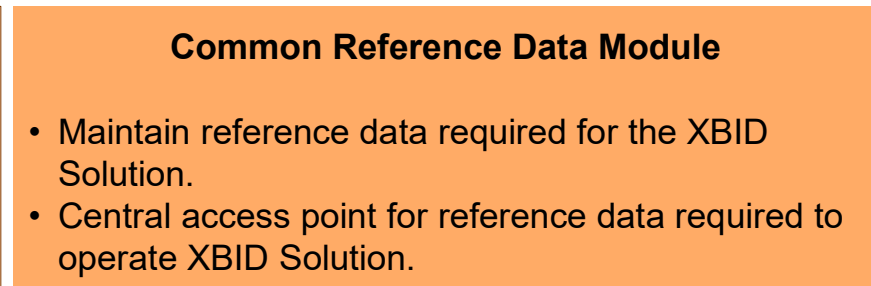 Common Reference Data Module
• Maintain reference data required for the XBID
Solution.
• Central access point for reference data required to
operate XBID Solution.